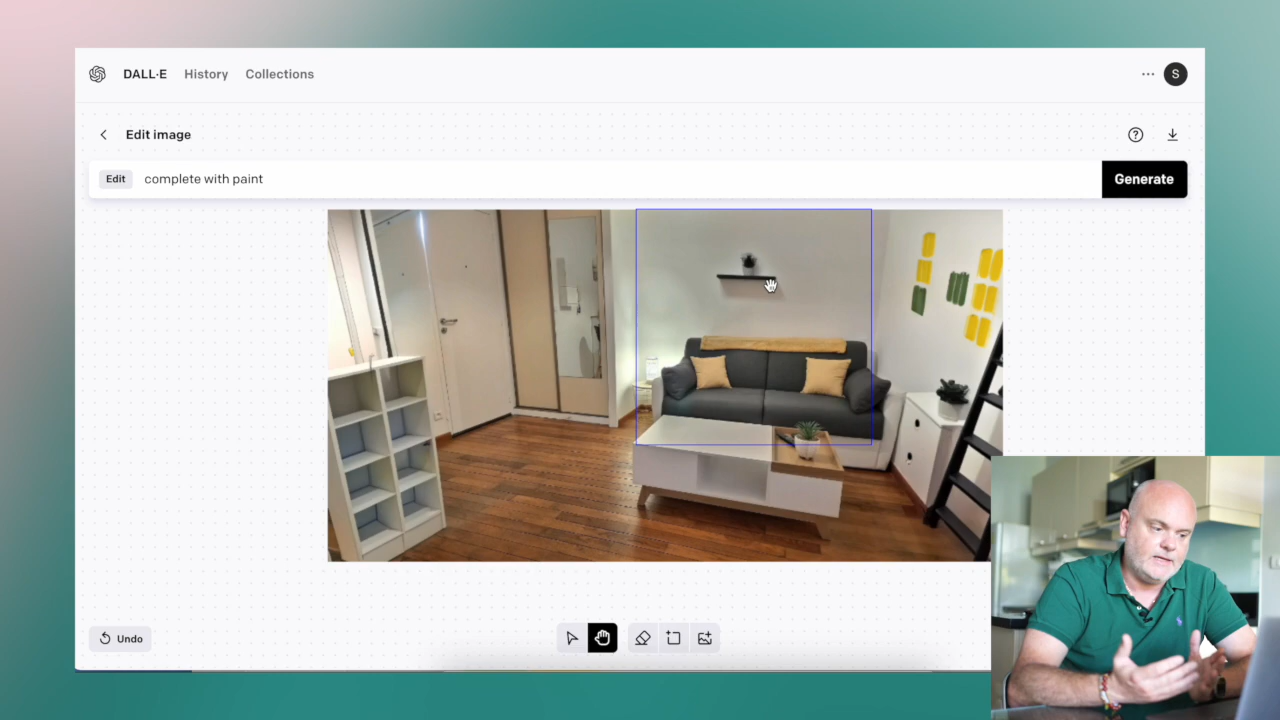 DALL·E History Collections
S
Edit image
Edit complete with paint Generate
Undo